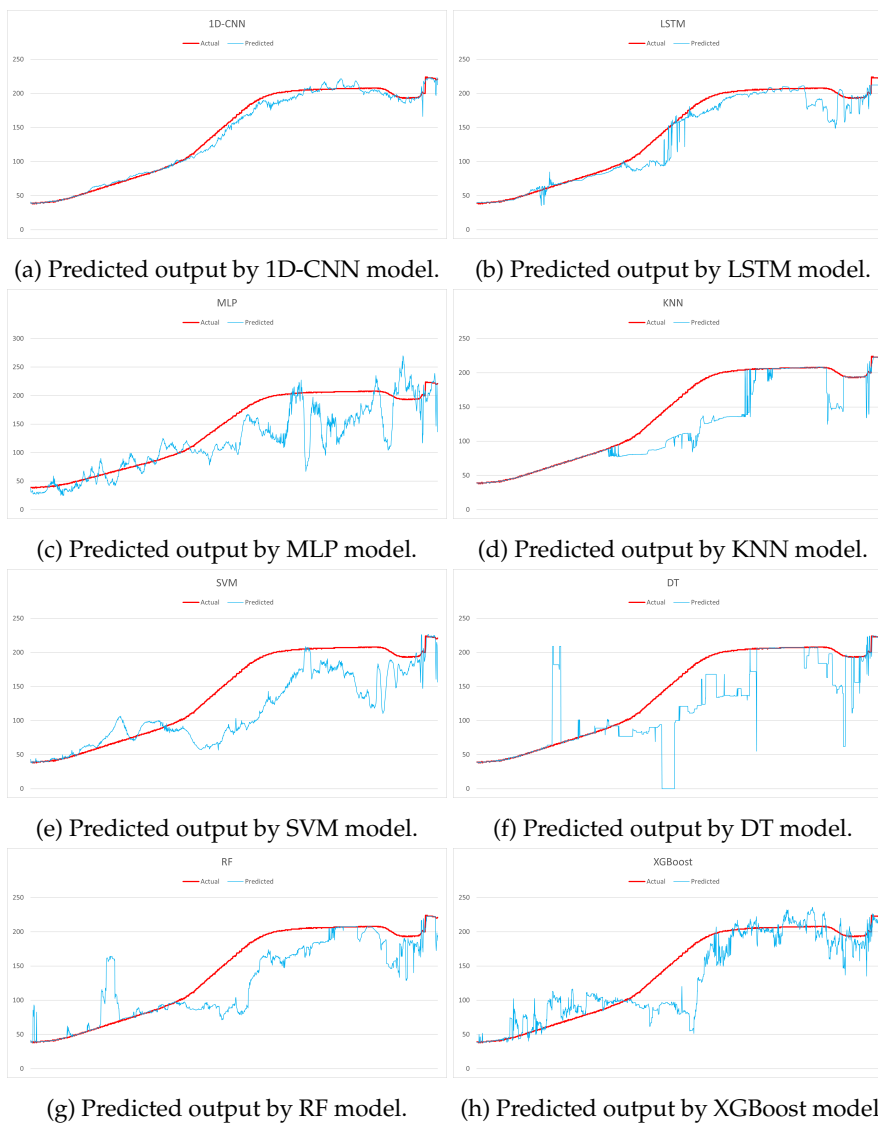 1D-CNN
Actual Predicted
250
200
150
100
50
0
(a) Predicted output by 1D-CNN model.
LSTM
Actual Predicted
250
200
150
100
50
0
(b) Predicted output by LSTM model.
MLP
Actual Predicted
300
250
200
150
100
50
0
(c) Predicted output by MLP model.
KNN
Actual Predicted
250
200
150
100
50
0
(d) Predicted output by KNN model.
SVM
Actual Predicted
250
200
150
100
50
0
(e) Predicted output by SVM model.
DT
Actual Predicted
250
200
150
100
50
0
(f) Predicted output by DT model.
RF
Actual Predicted
250
200
150
100
50
0
(g) Predicted output by RF model.
XGBoost
Actual Predicted
250
200
150
100
50
0
(h) Predicted output by XGBoost model